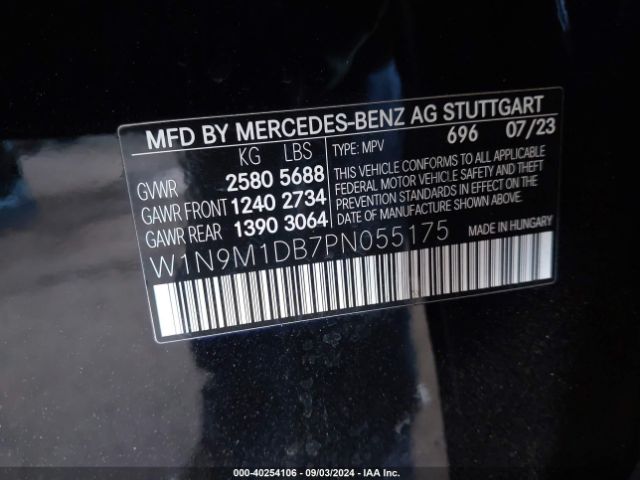 MFD BY MERCEDES-BENZ AG STUTTGART
KG LBS TYPE: MPV 696 07/23
GVWR 2580 5688
GAWR FRONT 1240 2734
GAWR REAR 1390 3064
THIS VEHICLE CONFORMS TO ALL APPLICABLE
FEDERAL MOTOR VEHICLE SAFETY AND THEFT
PREVENTION STANDARDS IN EFFECT ON THE
DATE OF MANUFACTURE SHOWN ABOVE.
W1N9M1DB7PN055175 MADE IN HUNGARY
000-40254106 - 09/03/2024 - IAA Inc.